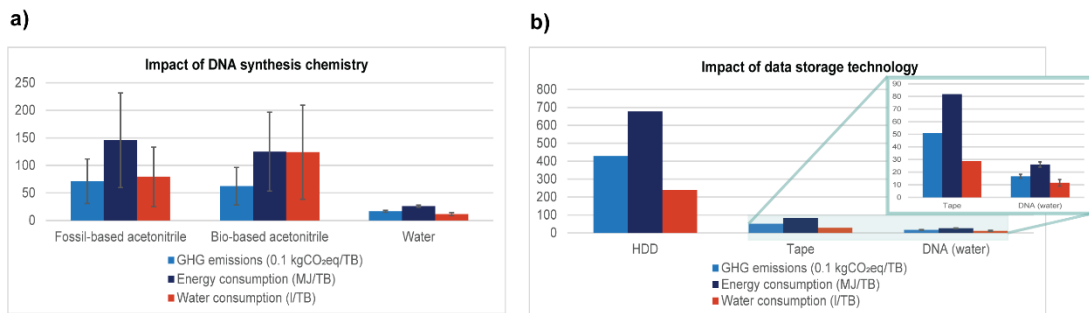 a)
Impact of DNA synthesis chemistry
250
200
150
100
50
0
Fossil-based acetonitrile
Bio-based acetonitrile
Water
GHG emissions (0.1 kgCO₂eq/TB)
Energy consumption (MJ/TB)
Water consumption (l/TB)
b)
Impact of data storage technology
800
700
600
500
400
300
200
100
0
HDD
Tape
DNA (water)
90
80
70
60
50
40
30
20
10
0
Tape
DNA (water)
GHG emissions (0.1 kgCO₂eq/TB)
Energy consumption (MJ/TB)
Water consumption (l/TB)